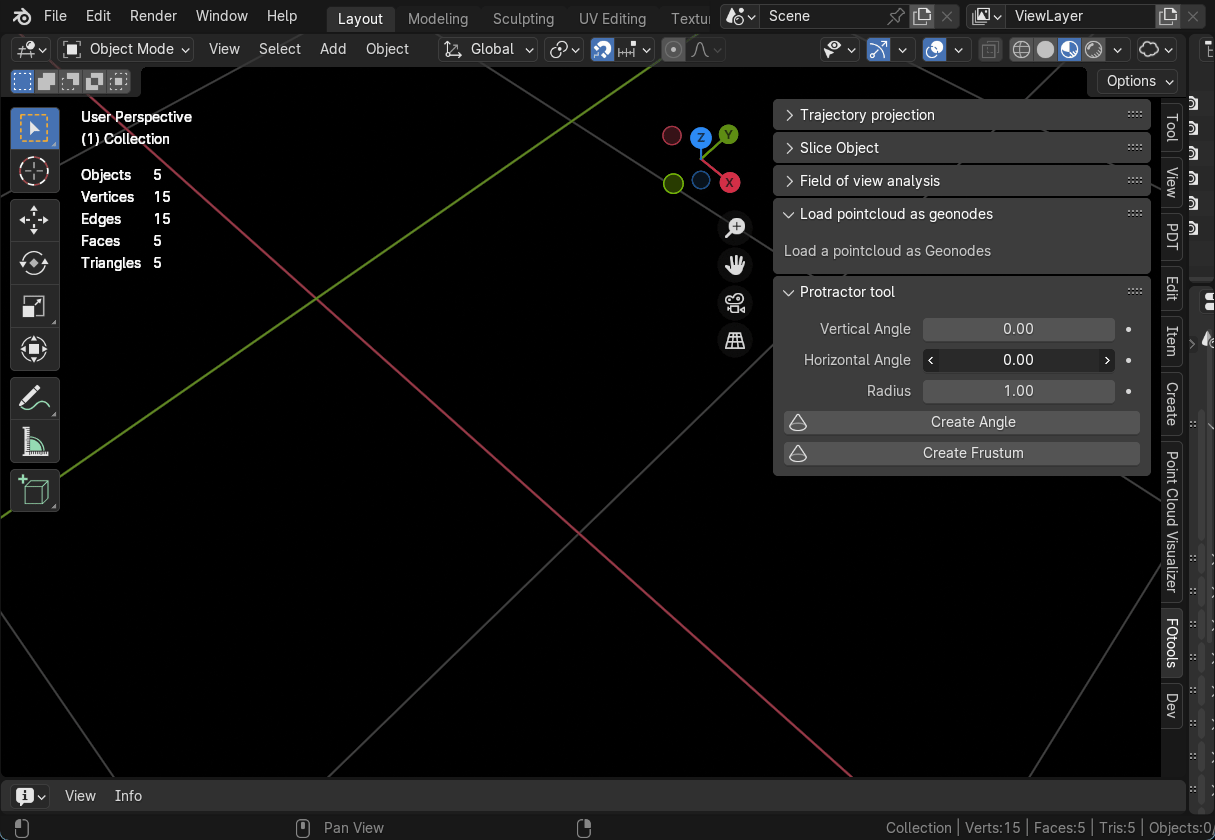 File Edit Render Window Help Layout Modeling Sculpting UV Editing Scene ViewLayer
Object Mode View Select Add Object Global
Options
User Perspective
(1) Collection
Objects 5
Vertices 15
Edges 15
Faces 5
Triangles 5
Z
Y
X
Trajectory projection
Slice Object
Field of view analysis
Load pointcloud as geonodes
Load a pointcloud as Geonodes
Protractor tool
Vertical Angle 0.00
Horizontal Angle 0.00
Radius 1.00
Create Angle
Create Frustum
Tool
View
PDT
Edit
Item
Create
Point Cloud Visualizer
FOtools
Dev
View Info
Pan View
Collection | Verts:15 | Faces:5 | Tris:5 | Objects:0